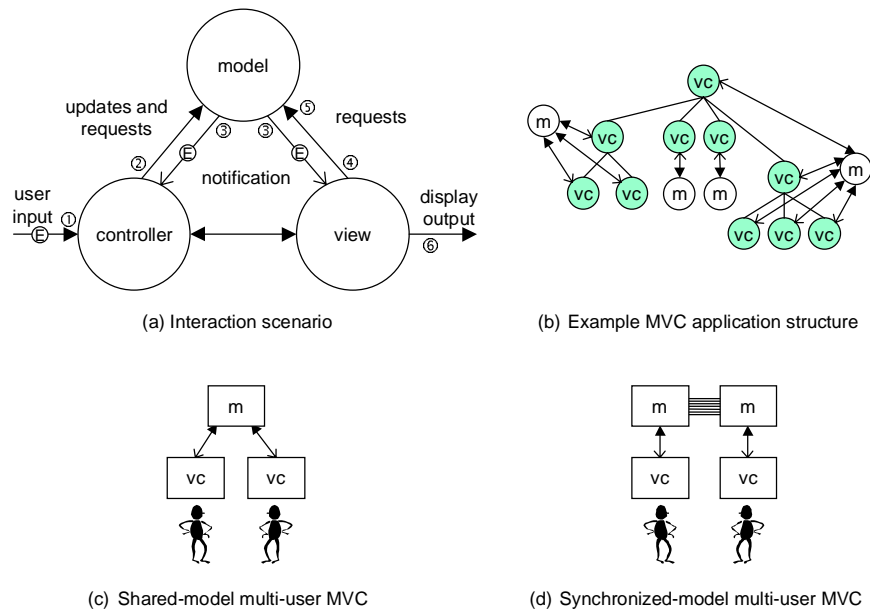 model
updates and
requests
⑤
requests
③
③
②
E
E
④
notification
user
input
①
E
controller
view
display
output
⑥
(a) Interaction scenario
vc
m
vc
vc
vc
m
vc
vc
vc
m
m
vc
vc
vc
(b) Example MVC application structure
m
vc
vc
(c) Shared-model multi-user MVC
m
m
vc
vc
(d) Synchronized-model multi-user MVC